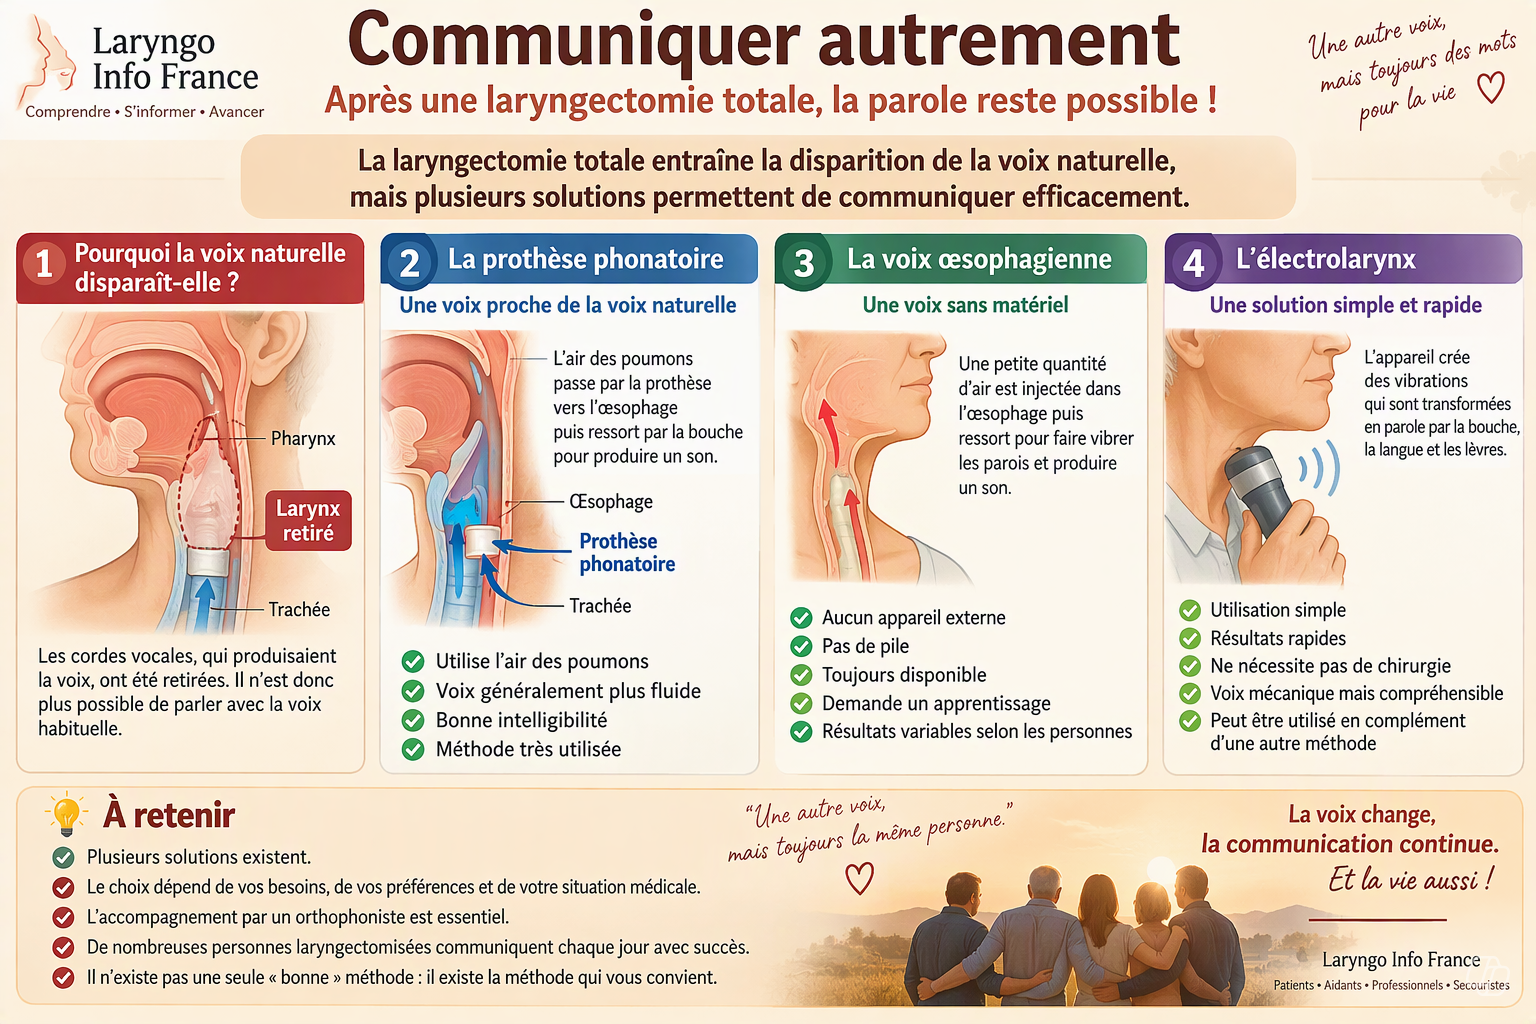 Laryngo
Info France
Comprendre • S'informer • Avancer
Communiquer autrement
Après une laryngectomie totale, la parole reste possible !
Une autre voix,
mais toujours des mots
pour la vie
La laryngectomie totale entraîne la disparition de la voix naturelle,
mais plusieurs solutions permettent de communiquer efficacement.
1
Pourquoi la voix naturelle
disparaît-elle ?
Pharynx
Larynx
retiré
Trachée
Les cordes vocales, qui produisaient
la voix, ont été retirées. Il n'est donc
plus possible de parler avec la voix
habituelle.
2
La prothèse phonatoire
Une voix proche de la voix naturelle
L'air des poumons
passe par la prothèse
vers l'œsophage
puis ressort par la bouche
pour produire un son.
Œsophage
Prothèse
phonatoire
Trachée
Utilise l'air des poumons
Voix généralement plus fluide
Bonne intelligibilité
Méthode très utilisée
3
La voix œsophagienne
Une voix sans matériel
Une petite quantité
d'air est injectée dans
l'œsophage puis
ressort pour faire vibrer
les parois et produire
un son.
Aucun appareil externe
Pas de pile
Toujours disponible
Demande un apprentissage
Résultats variables selon les personnes
4
L'électrolarynx
Une solution simple et rapide
L'appareil crée
des vibrations
qui sont transformées
en parole par la bouche,
la langue et les lèvres.
Utilisation simple
Résultats rapides
Ne nécessite pas de chirurgie
Voix mécanique mais compréhensible
Peut être utilisé en complément
d'une autre méthode
À retenir
Plusieurs solutions existent.
Le choix dépend de vos besoins, de vos préférences et de votre situation médicale.
L'accompagnement par un orthophoniste est essentiel.
De nombreuses personnes laryngectomisées communiquent chaque jour avec succès.
Il n'existe pas une seule « bonne » méthode : il existe la méthode qui vous convient.
"Une autre voix,
mais toujours la même personne."
La voix change,
la communication continue.
Et la vie aussi !
Laryngo Info France
Patients • Aidants • Professionnels • Secouristes